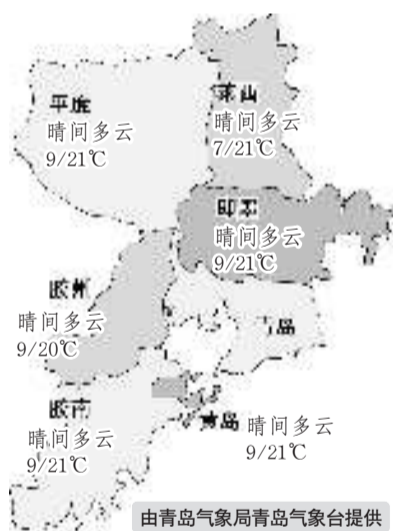 平度
晴间多云
9/21℃
莱西
晴间多云
7/21℃
即墨
晴间多云
9/21℃
胶州
晴间多云
9/20℃
青岛
胶南
晴间多云
9/21℃
黄岛
晴间多云
9/21℃
由青岛气象局青岛气象台提供